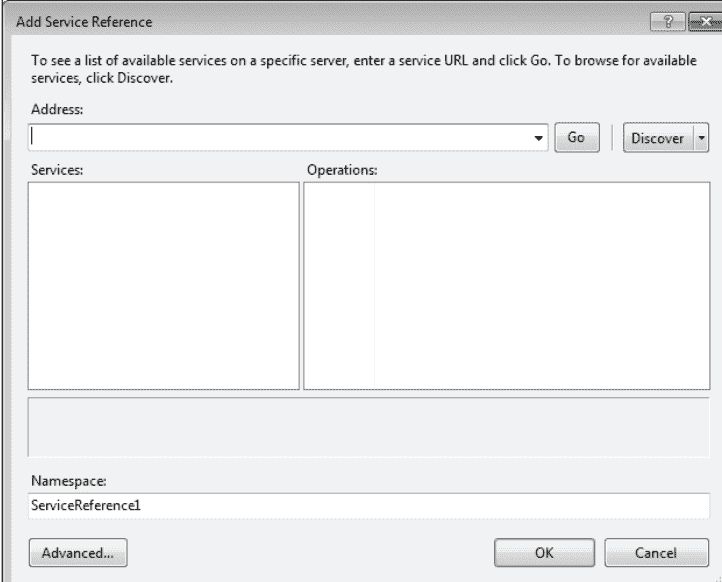 Add Service Reference
To see a list of available services on a specific server, enter a service URL and click Go. To browse for available
services, click Discover.
Address:
Go
Discover
Services:
Operations:
Namespace:
ServiceReference1
Advanced...
OK
Cancel